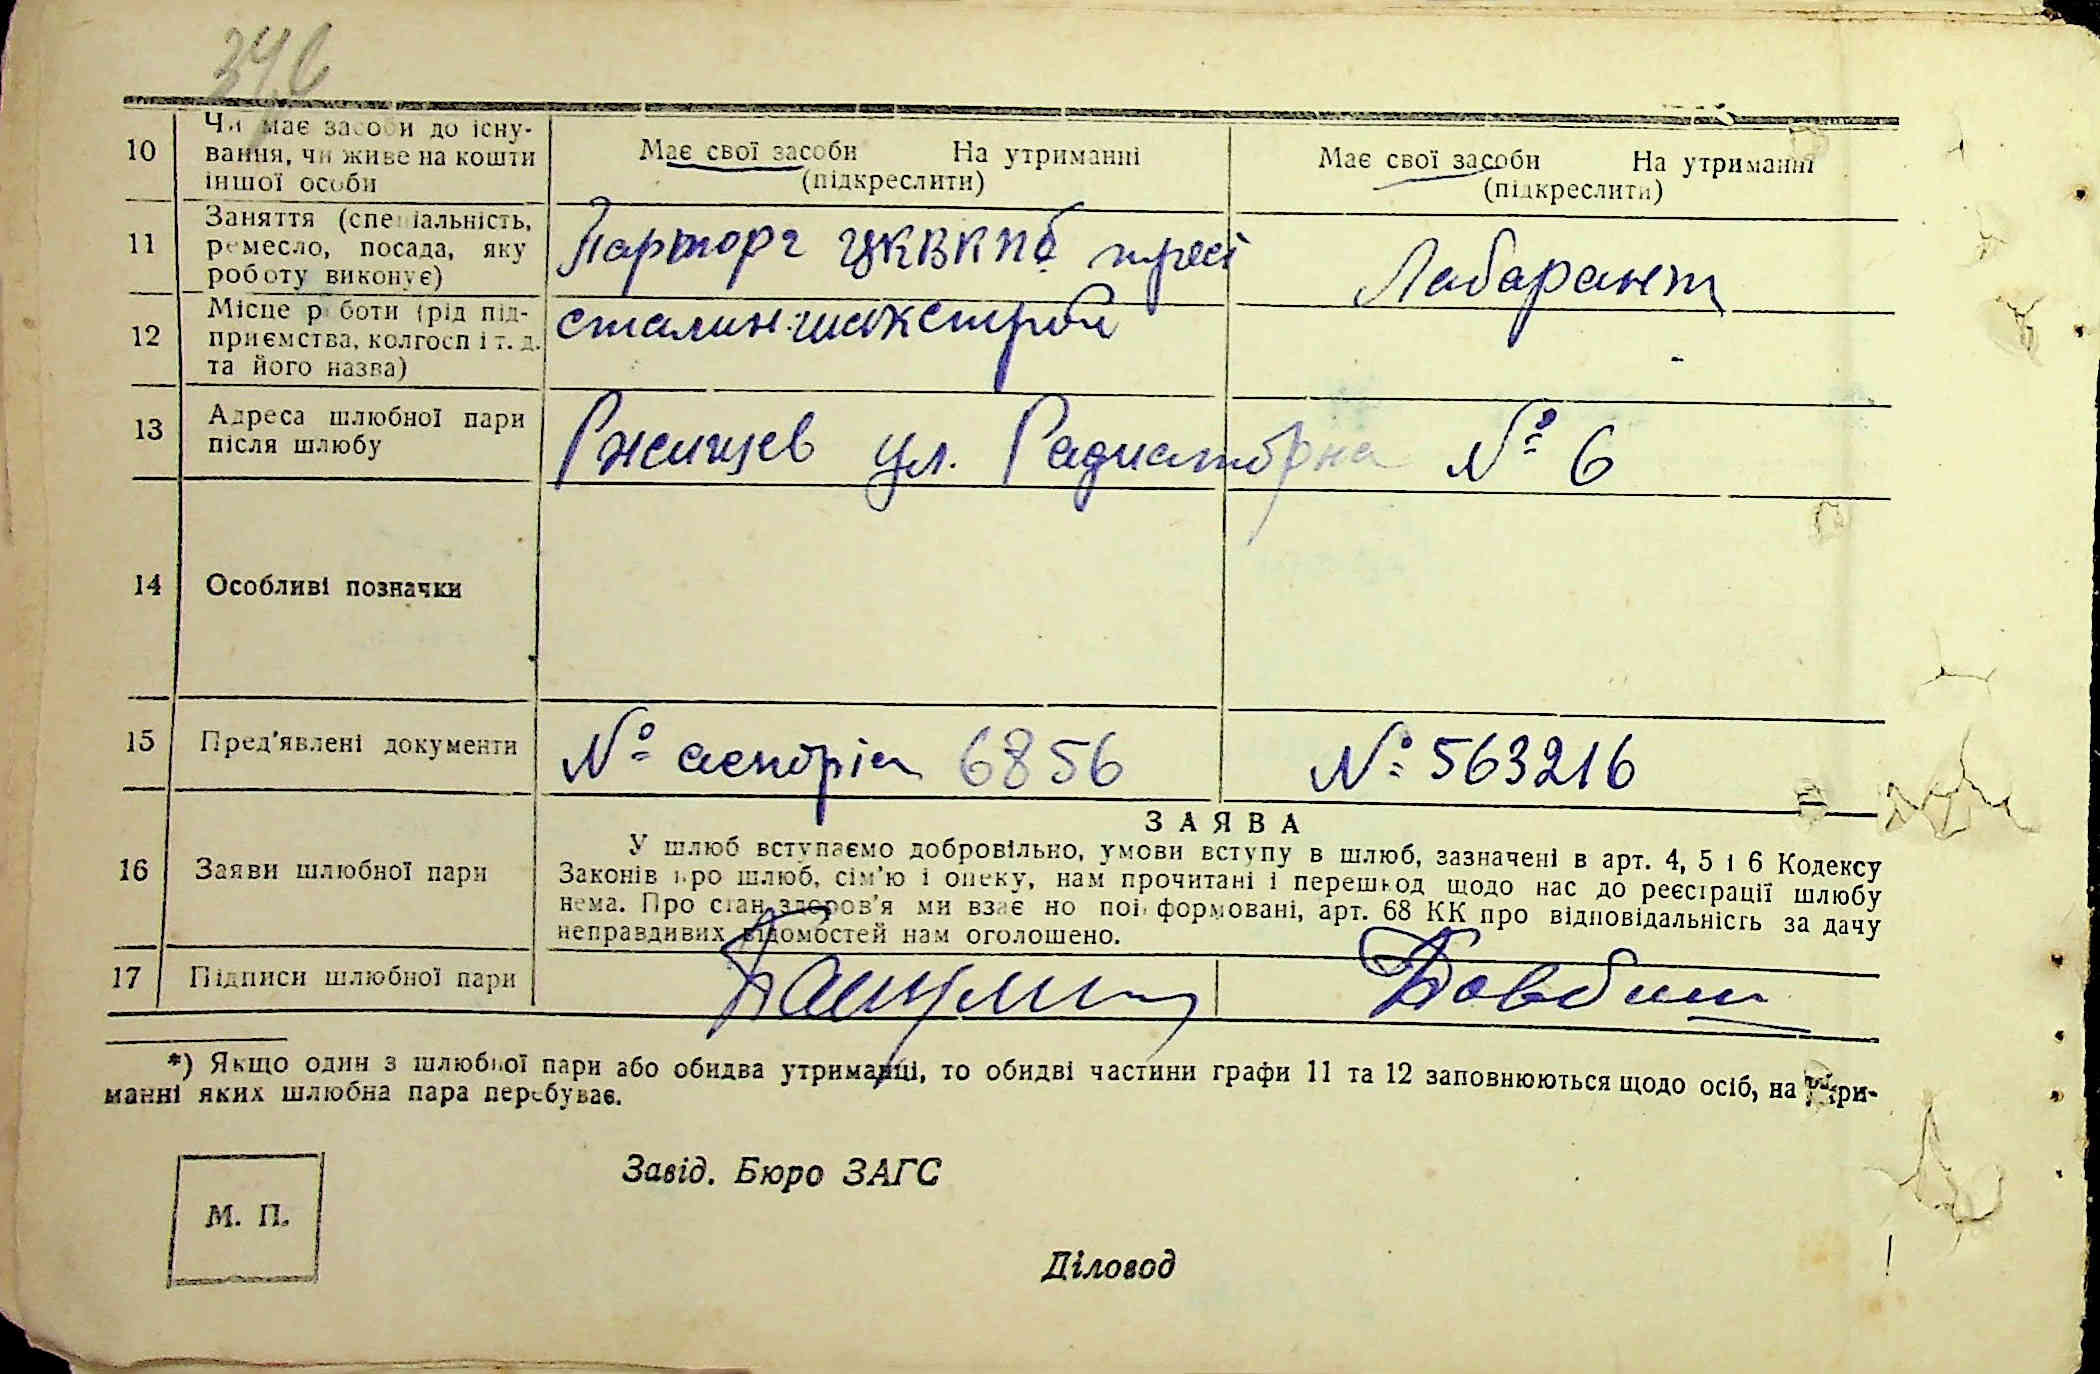 10 Чи має засоби до існу-
вання, чи живе на кошти
іншої особи
Має свої засоби На утриманні
(підкреслити)
Має свої засоби На утриманні
(підкреслити)
11 Заняття (спеціальність,
ремесло, посада, яку
роботу виконує)
Парторг ЦКВКПб трест
Лаборант
12 Місце роботи (рід під-
приємства, колгосп і т. д.
та його назва)
сталиншахстрой
13 Адреса шлюбної пари
після шлюбу
Ржищев ул. Радиаторна № 6
14 Особливі позначки
15 Пред'явлені документи
№ 6856
№ 563216
16 Заяви шлюбної пари
ЗАЯВА
У шлюб вступаємо добровільно, умови вступу в шлюб, зазначені в арт. 4, 5 і 6 Кодексу
Законів про шлюб, сім'ю і опеку, нам прочитані і перешкод щодо нас до реєстрації шлюбу
нема. Про стан здоров'я ми взаємно поінформовані, арт. 68 КК про відповідальність за дачу
неправдивих відомостей нам оголошено.
17 Підписи шлюбної пари
Довбиш
*) Якщо один з шлюбної пари або обидва утриманці, то обидві частини графи 11 та 12 заповнюються щодо осіб, на утри-
манні яких шлюбна пара перебуває.
Завід. Бюро ЗАГС
М. П.
Діловод